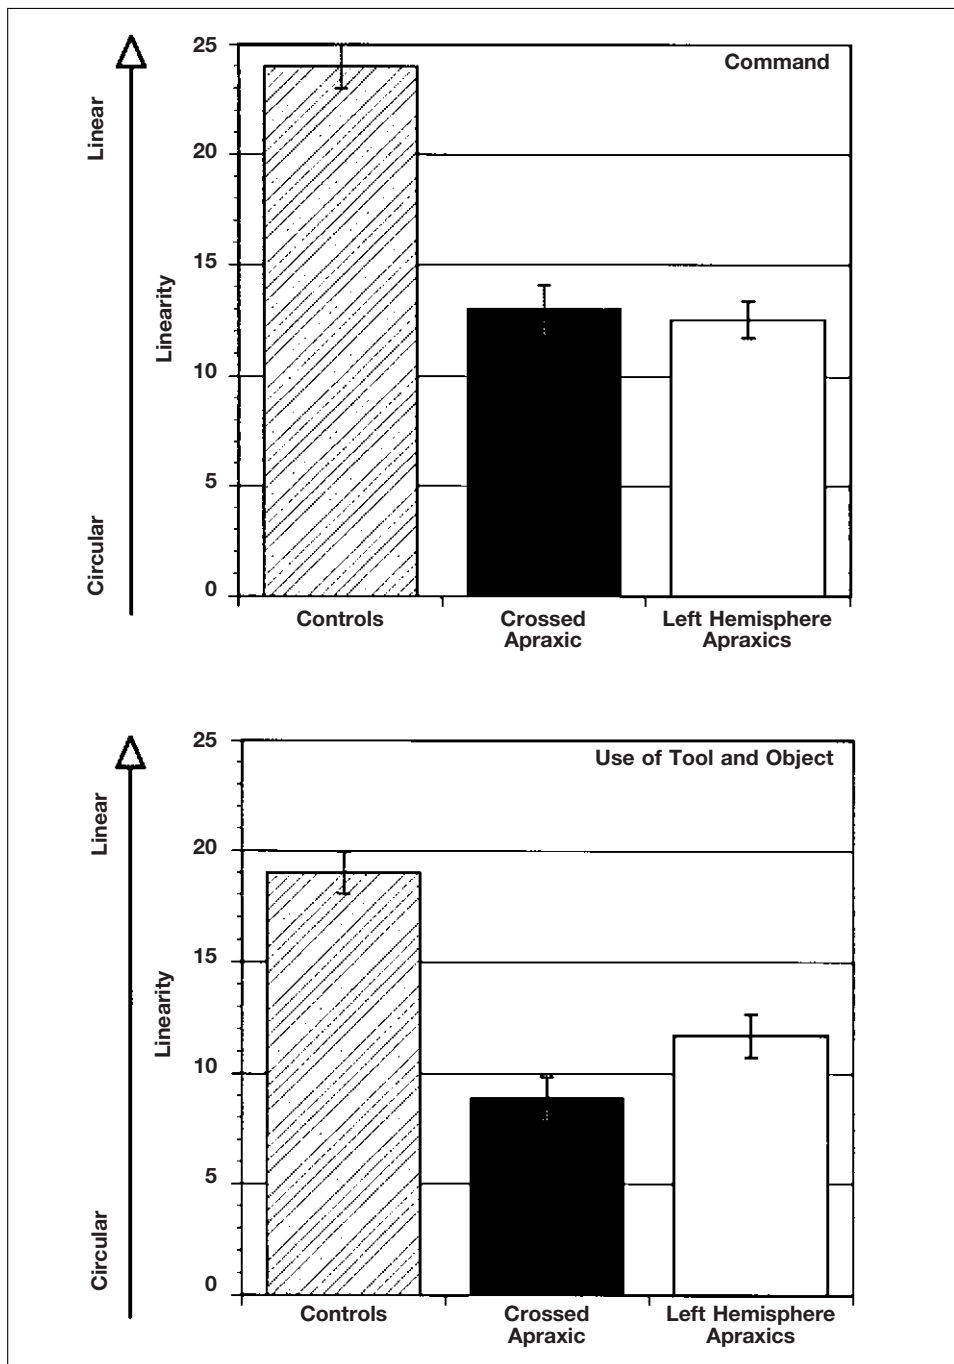 Command
25
20
15
10
5
0
Linear
Linearity
Circular
Controls
Crossed
Apraxic
Left Hemisphere
Apraxics
Use of Tool and Object
25
20
15
10
5
0
Linear
Linearity
Circular
Controls
Crossed
Apraxic
Left Hemisphere
Apraxics